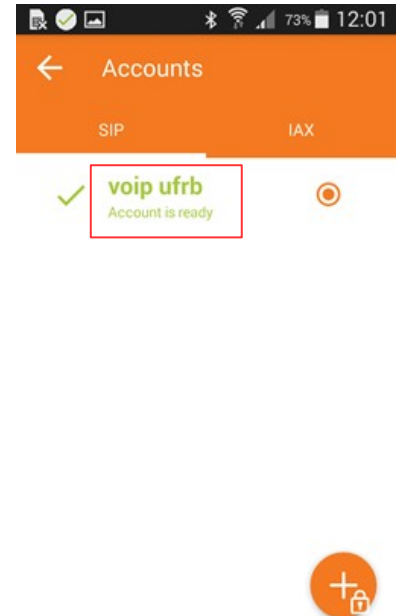 73% 12:01
Accounts
SIP IAX
voip ufrb
Account is ready